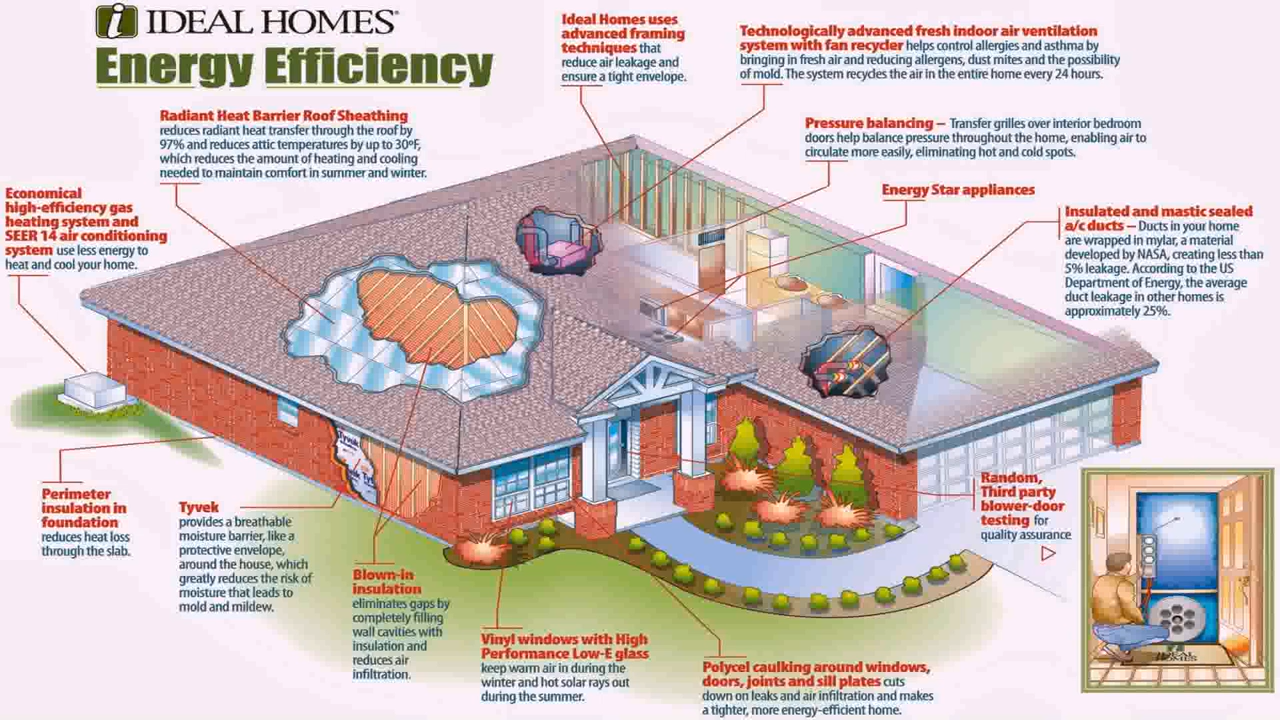 i IDEAL HOMES®
Energy Efficiency
Ideal Homes uses
advanced framing
techniques that
reduce air leakage and
ensure a tight envelope.
Technologically advanced fresh indoor air ventilation
system with fan recycler helps control allergies and asthma by
bringing in fresh air and reducing allergens, dust mites and the possibility
of mold. The system recycles the air in the entire home every 24 hours.
Radiant Heat Barrier Roof Sheathing
reduces radiant heat transfer through the roof by
97% and reduces attic temperatures by up to 30ºF,
which reduces the amount of heating and cooling
needed to maintain comfort in summer and winter.
Pressure balancing – Transfer grilles over interior bedroom
doors help balance pressure throughout the home, enabling air to
circulate more easily, eliminating hot and cold spots.
Energy Star appliances
Economical
high-efficiency gas
heating system and
SEER 14 air conditioning
system use less energy to
heat and cool your home.
Insulated and mastic sealed
a/c ducts – Ducts in your home
are wrapped in mylar, a material
developed by NASA, creating less than
5% leakage. According to the US
Department of Energy, the average
duct leakage in other homes is
approximately 25%.
Tyvek
Perimeter
insulation in
foundation
reduces heat loss
through the slab.
Tyvek
provides a breathable
moisture barrier, like a
protective envelope,
around the house, which
greatly reduces the risk of
moisture that leads to
mold and mildew.
Blown-in
insulation
eliminates gaps by
completely filling
wall cavities with
insulation and
reduces air
infiltration.
Vinyl windows with High
Performance Low-E glass
keep warm air in during the
winter and hot solar rays out
during the summer.
Polycel caulking around windows,
doors, joints and sill plates cuts
down on leaks and air infiltration and makes
a tighter, more energy-efficient home.
Random,
Third party
blower-door
testing for
quality assurance
HOMES